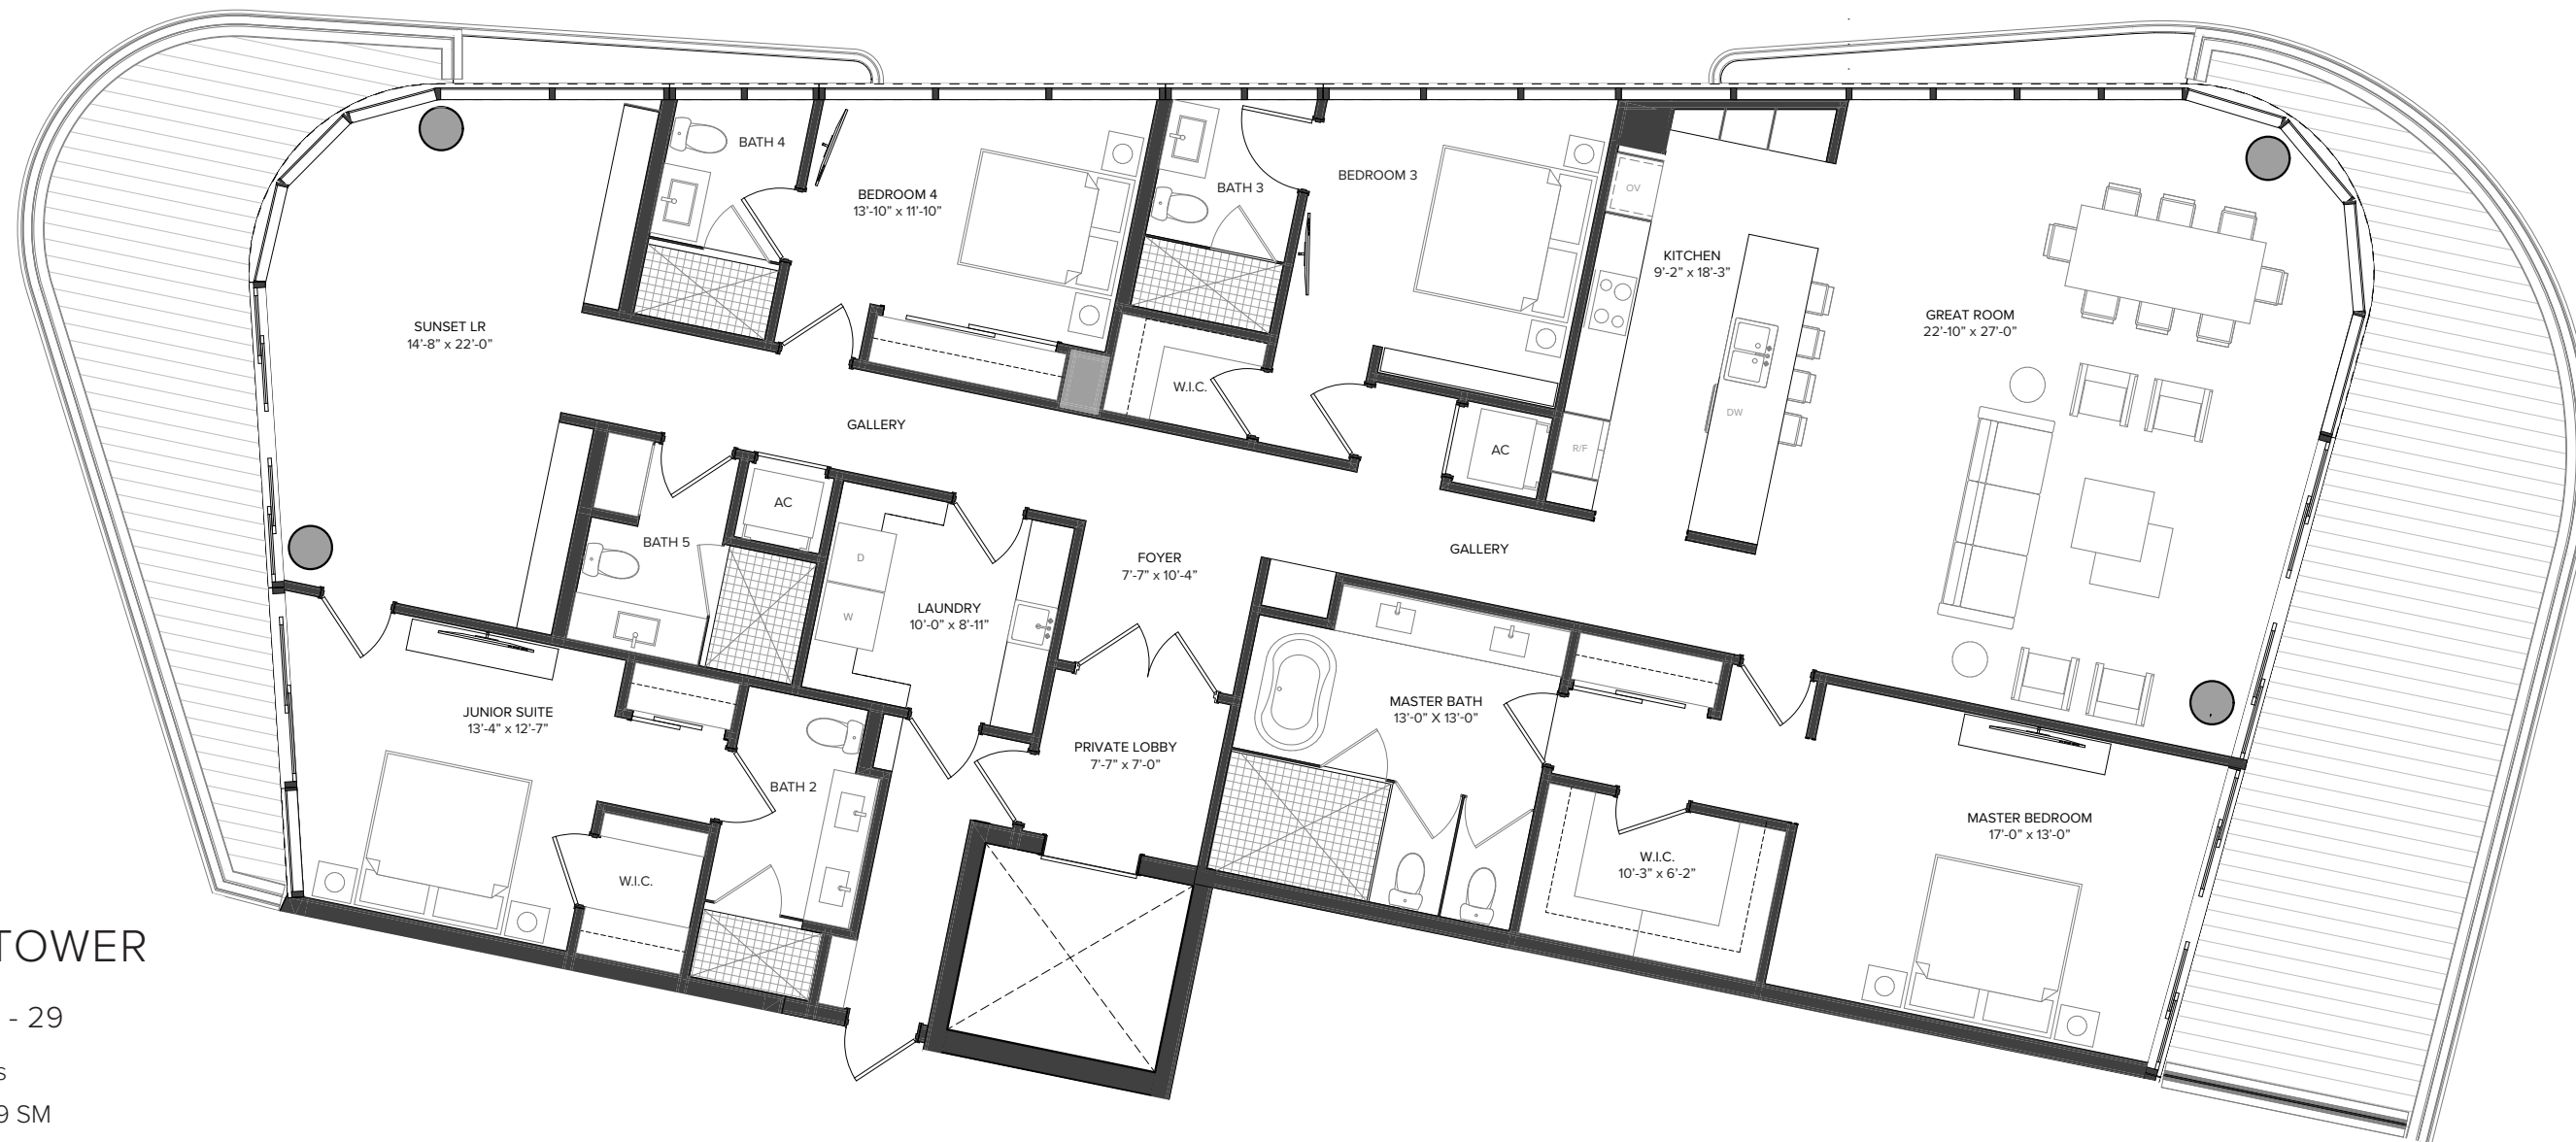 BATH 4
BEDROOM 4
13'-10" x 11'-10"
BATH 3
BEDROOM 3
OV
KITCHEN
9'-2" x 18'-3"
GREAT ROOM
22'-10" x 27'-0"
SUNSET LR
14'-8" x 22'-0"
W.I.C.
DW
GALLERY
AC
R/F
AC
BATH 5
D
W
LAUNDRY
10'-0" x 8'-11"
FOYER
7'-7" x 10'-4"
GALLERY
JUNIOR SUITE
13'-4" x 12'-7"
BATH 2
PRIVATE LOBBY
7'-7" x 7'-0"
MASTER BATH
13'-0" X 13'-0"
W.I.C.
W.I.C.
10'-3" x 6'-2"
MASTER BEDROOM
17'-0" x 13'-0"
TOWER
- 29
s
9 SM